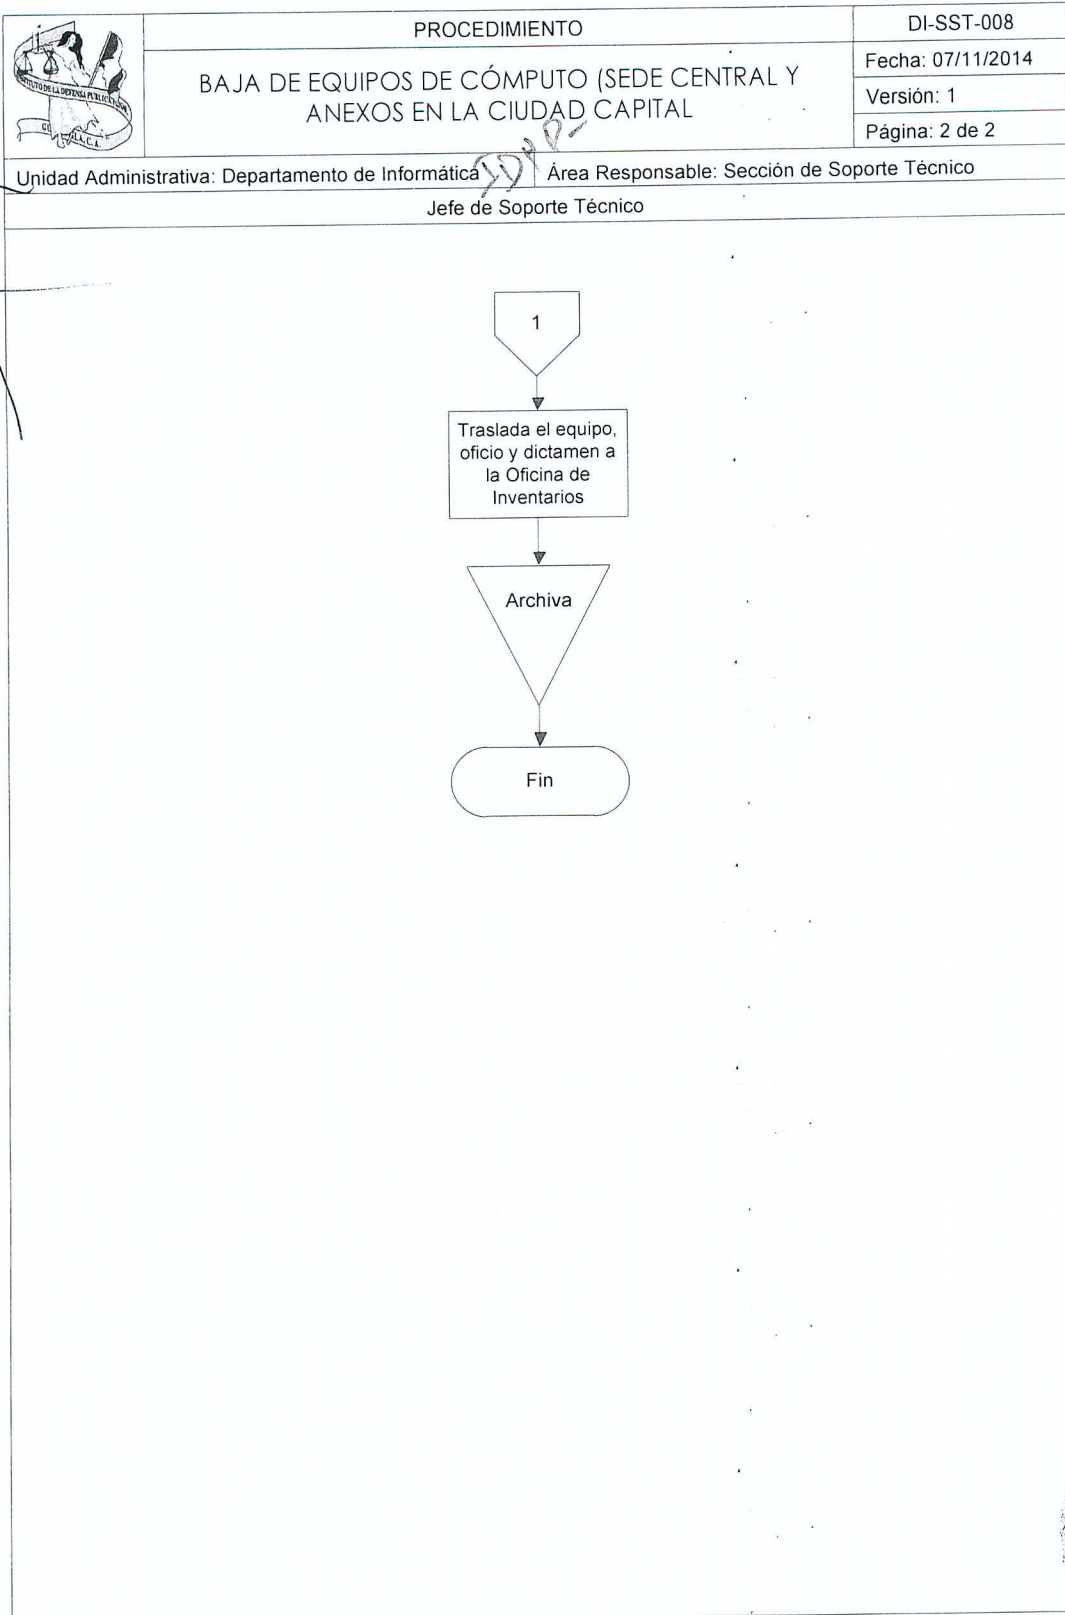 PROCEDIMIENTO
DI-SST-008
BAJA DE EQUIPOS DE CÓMPUTO (SEDE CENTRAL Y
ANEXOS EN LA CIUDAD CAPITAL
Fecha: 07/11/2014
Versión: 1
Página: 2 de 2
Unidad Administrativa: Departamento de Informática
Área Responsable: Sección de Soporte Técnico
Jefe de Soporte Técnico
1
Traslada el equipo,
oficio y dictamen a
la Oficina de
Inventarios
Archiva
Fin